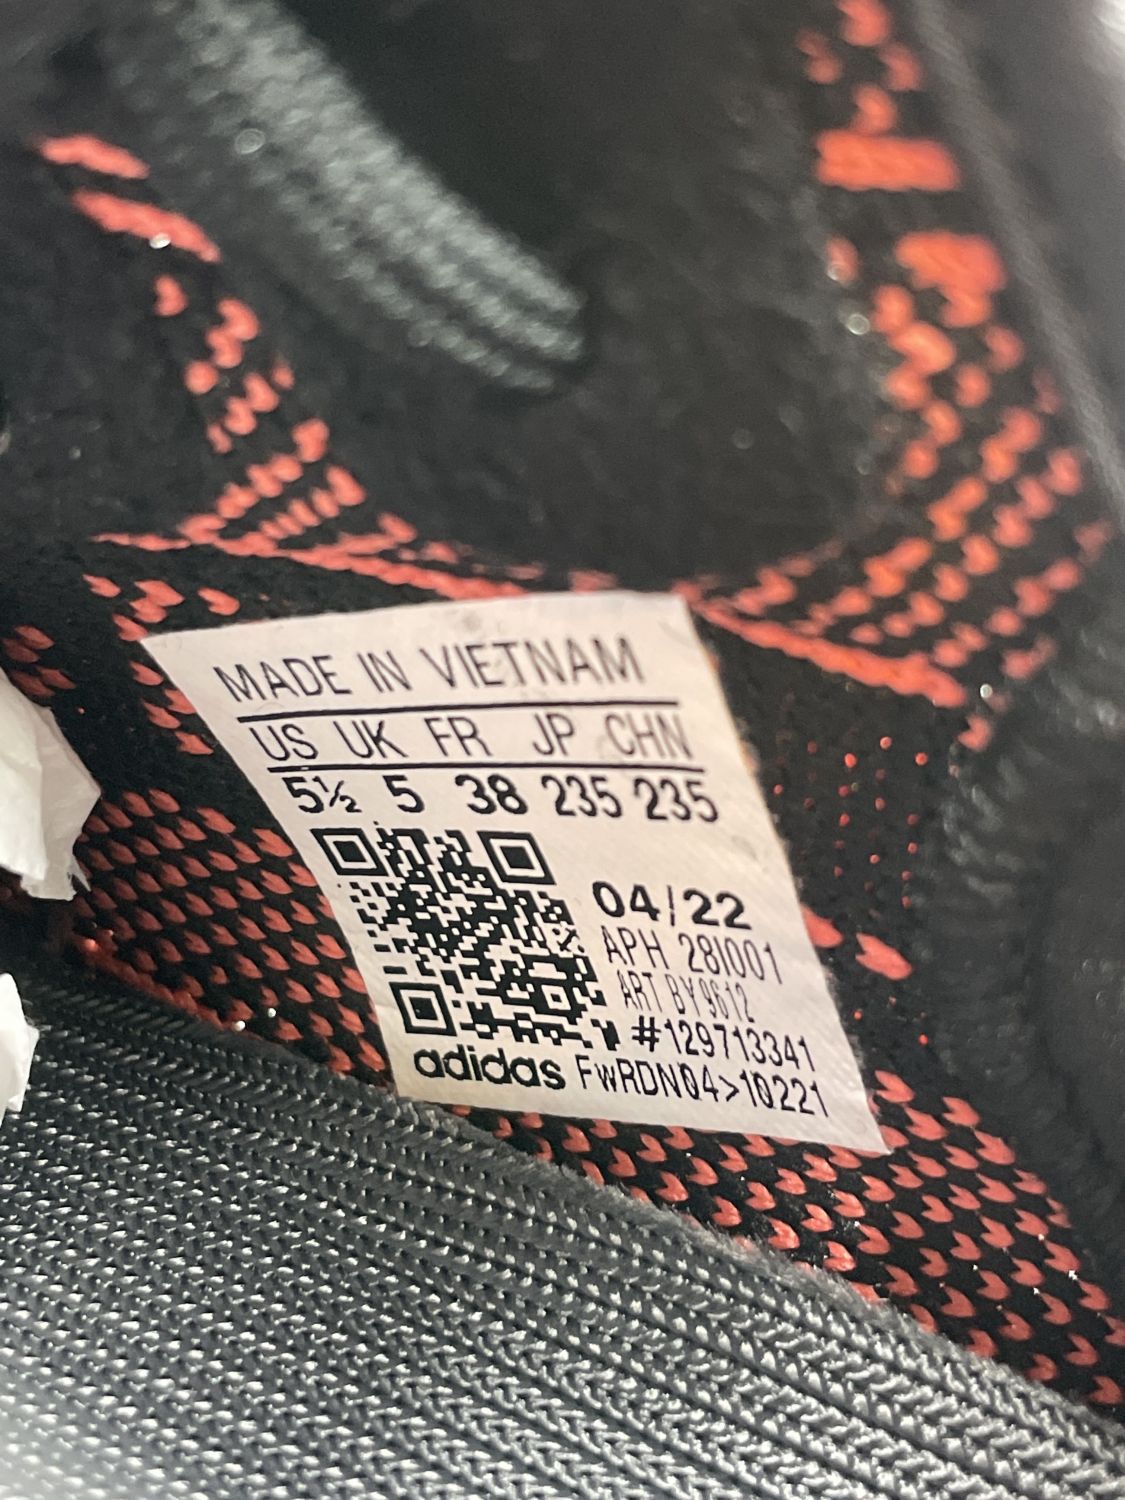 MADE IN VIETNAM
US UK FR JP CHN
5½ 5 38 235 235
04/22
APH 28I001
ART BY9612
#129713341
adidas FWRDN04>10221